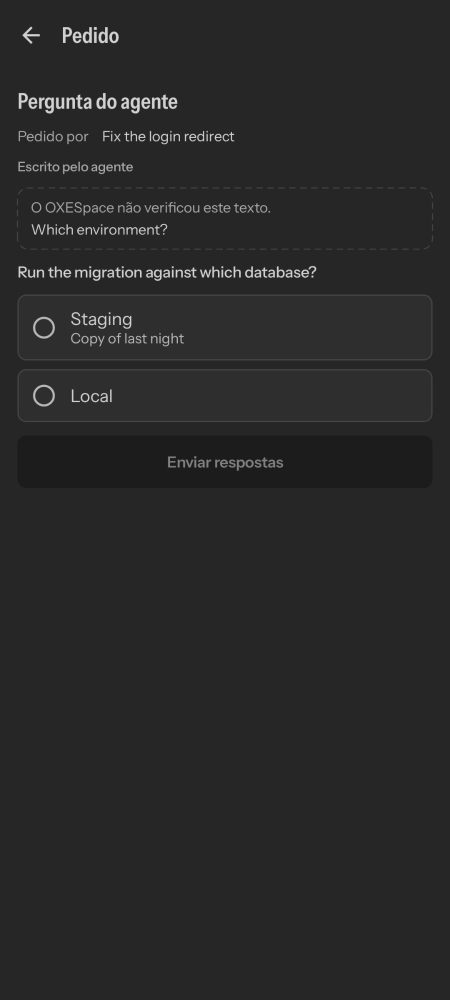 Pedido
Pergunta do agente
Pedido por Fix the login redirect
Escrito pelo agente
O OXESpace não verificou este texto.
Which environment?
Run the migration against which database?
Staging
Copy of last night
Local
Enviar respostas